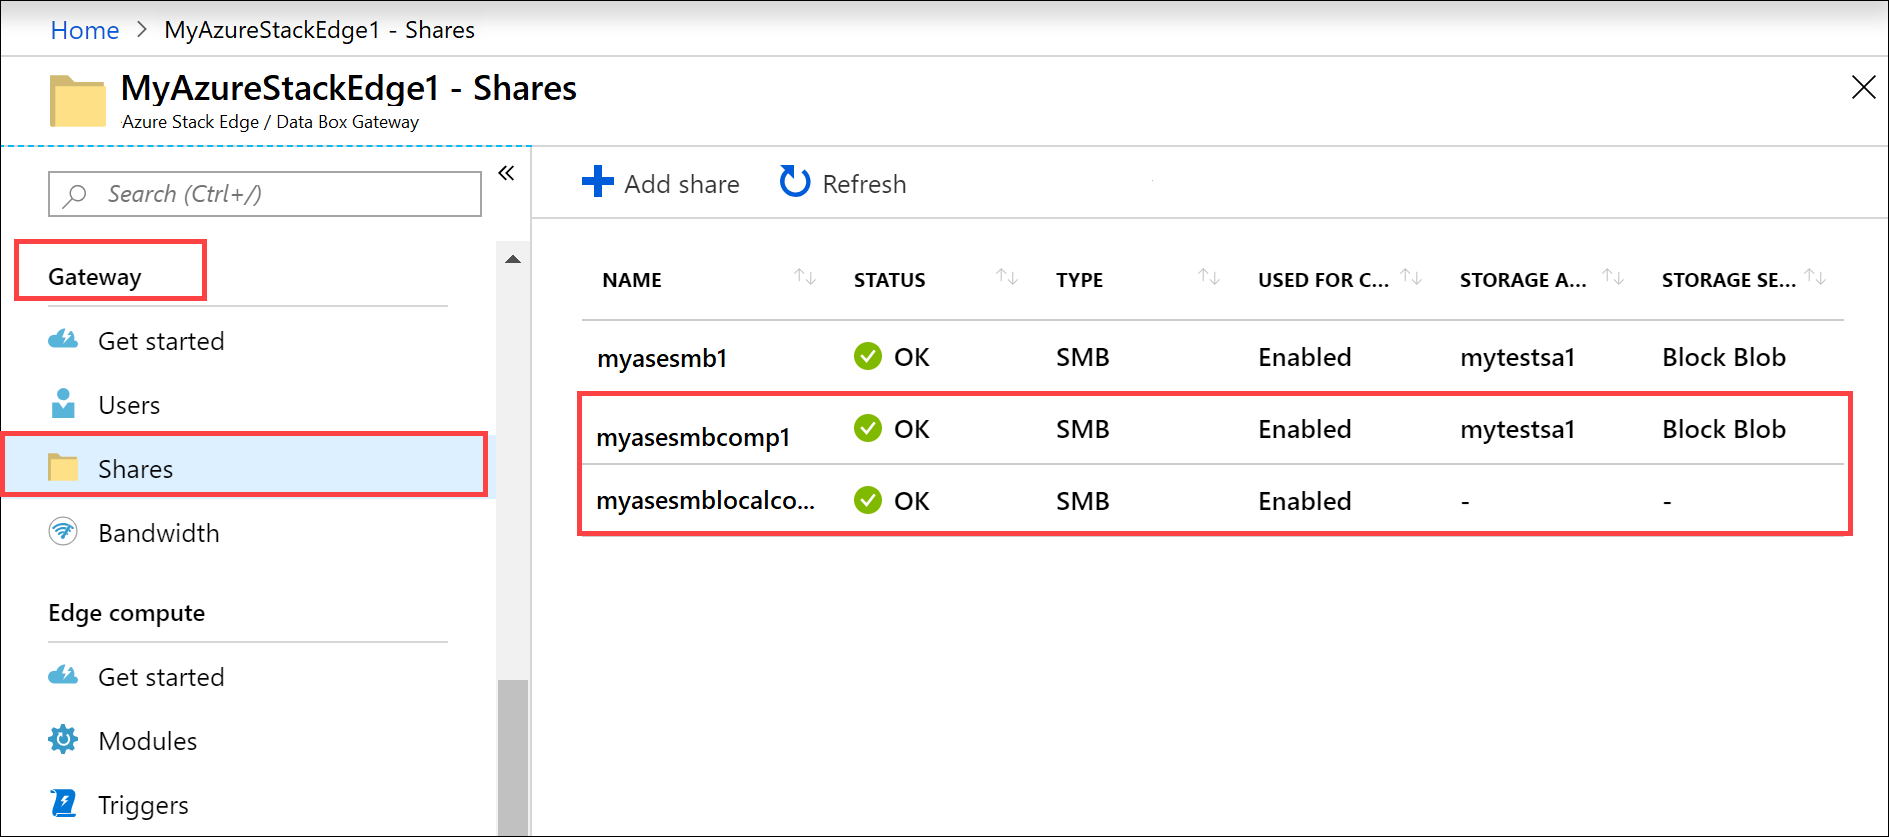 Home > MyAzureStackEdge1 - Shares
MyAzureStackEdge1 - Shares
Azure Stack Edge / Data Box Gateway
Search (Ctrl+/)
«
Gateway
Get started
Users
Shares
Bandwidth
Edge compute
Get started
Modules
Triggers
Add share Refresh
NAME STATUS TYPE USED FOR C... STORAGE A... STORAGE SE...
myasesmb1 OK SMB Enabled mytestsa1 Block Blob
myasesmbcomp1 OK SMB Enabled mytestsa1 Block Blob
myasesmblocalco... OK SMB Enabled - -